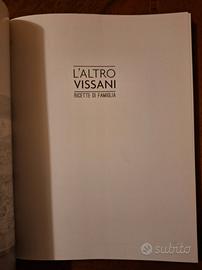 L'ALTRO
VISSANI
RICETTE DI FAMIGLIA
subito